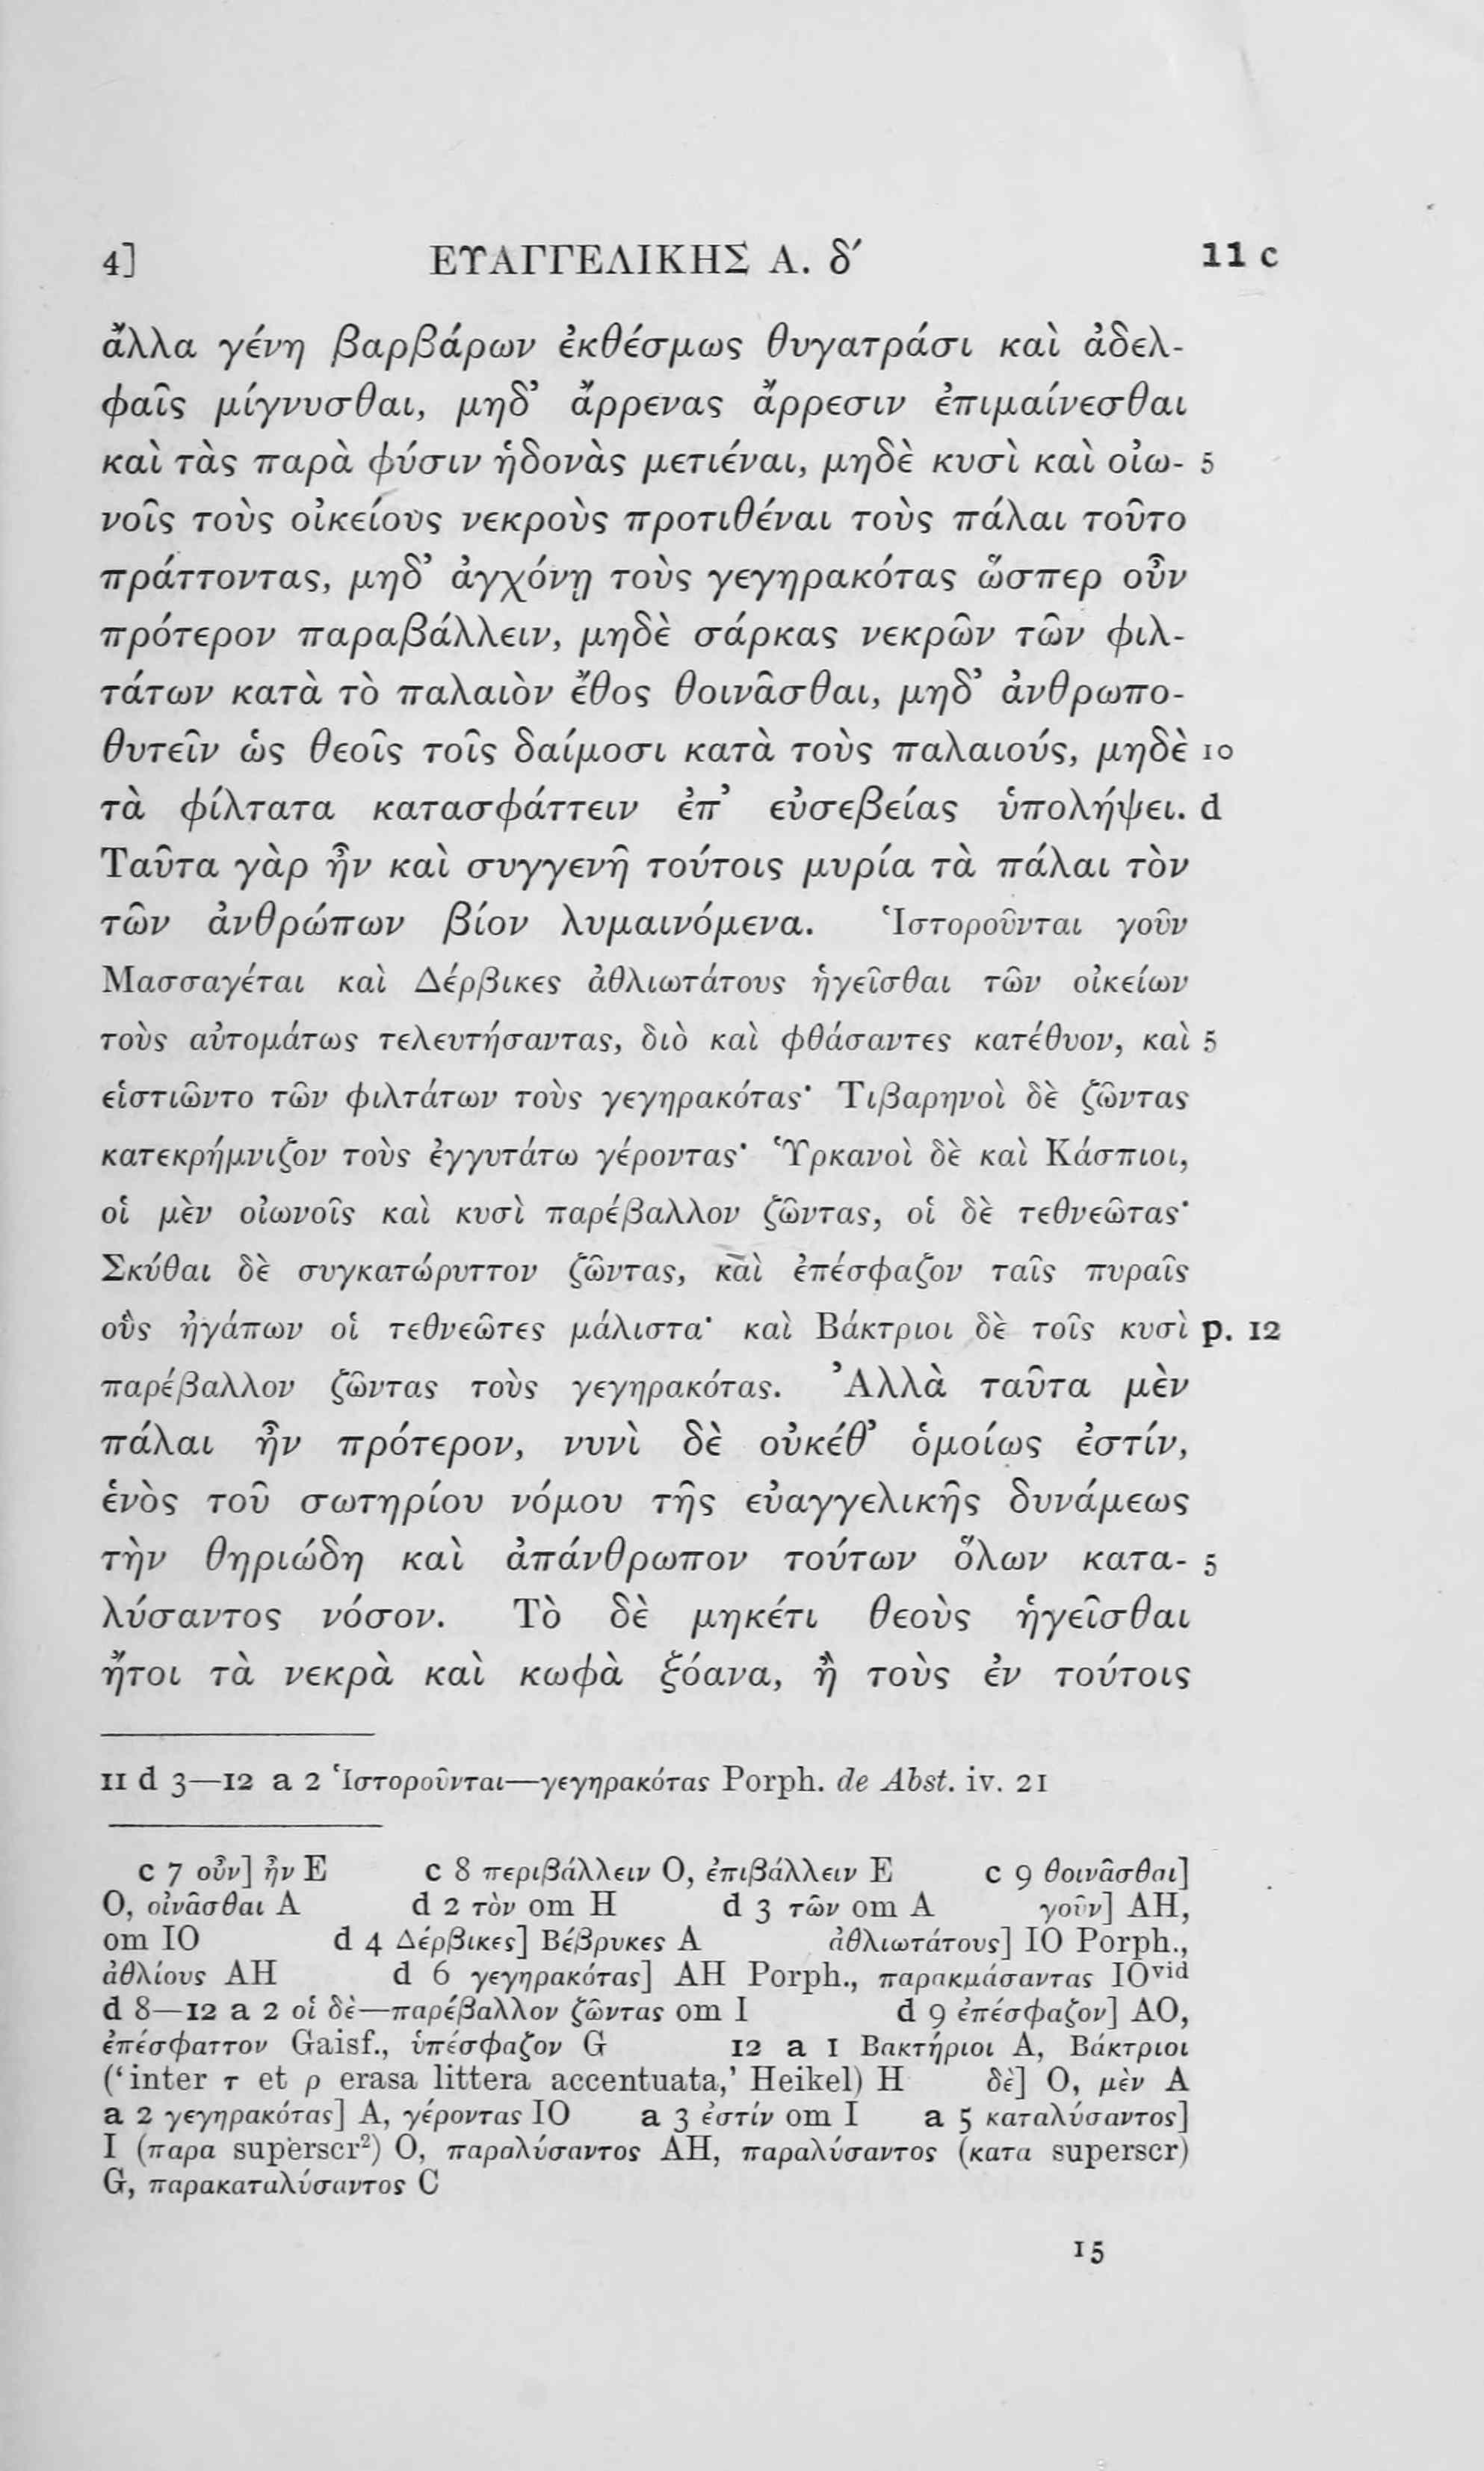 4] ΕΥΑΓΓΕΛΙΚΗΣ Α. δ′ 11 c
ἄλλα γένη βαρβάρων ἐκθέσμως θυγατράσι καὶ ἀδελ-
φαῖς μίγνυσθαι, μηδ’ ἄρρενας ἄρρεσιν ἐπιμαίνεσθαι
καὶ τὰς παρὰ φύσιν ἡδονὰς μετιέναι, μηδὲ κυσὶ καὶ οἰω- 5
νοῖς τοὺς οἰκείους νεκροὺς προτιθέναι τοὺς πάλαι τοῦτο
πράττοντας, μηδ’ ἀγχόνῃ τοὺς γεγηρακότας ὥσπερ οὖν
πρότερον παραβάλλειν, μηδὲ σάρκας νεκρῶν τῶν φιλ-
τάτων κατὰ τὸ παλαιὸν ἔθος θοινᾶσθαι, μηδ’ ἀνθρωπο-
θυτεῖν ὡς θεοῖς τοῖς δαίμοσι κατὰ τοὺς παλαιούς, μηδὲ 10
τὰ φίλτατα κατασφάττειν ἐπ’ εὐσεβείας ὑπολήψει. d
Ταῦτα γὰρ ἦν καὶ συγγενῆ τούτοις μυρία τὰ πάλαι τὸν
τῶν ἀνθρώπων βίον λυμαινόμενα. Ἱστοροῦνται γοῦν
Μασσαγέται καὶ Δέρβικες ἀθλιωτάτους ἡγεῖσθαι τῶν οἰκείων
τοὺς αὐτομάτως τελευτήσαντας, διὸ καὶ φθάσαντες κατέθυον, καὶ 5
εἱστιῶντο τῶν φιλτάτων τοὺς γεγηρακότας· Τιβαρηνοὶ δὲ ζῶντας
κατεκρήμνιζον τοὺς ἐγγυτάτω γέροντας· Ὑρκανοὶ δὲ καὶ Κάσπιοι,
οἱ μὲν οἰωνοῖς καὶ κυσὶ παρέβαλλον ζῶντας, οἱ δὲ τεθνεῶτας·
Σκύθαι δὲ συγκατώρυττον ζῶντας, καὶ ἐπέσφαζον ταῖς πυραῖς
οὓς ἠγάπων οἱ τεθνεῶτες μάλιστα· καὶ Βάκτριοι δὲ τοῖς κυσὶ p. 12
παρέβαλλον ζῶντας τοὺς γεγηρακότας. Ἀλλὰ ταῦτα μὲν
πάλαι ἦν πρότερον, νυνὶ δὲ οὐκέθ’ ὁμοίως ἐστίν,
ἑνὸς τοῦ σωτηρίου νόμου τῆς εὐαγγελικῆς δυνάμεως
τὴν θηριώδη καὶ ἀπάνθρωπον τούτων ὅλων κατα- 5
λύσαντος νόσον. Τὸ δὲ μηκέτι θεοὺς ἡγεῖσθαι
ἤτοι τὰ νεκρὰ καὶ κωφὰ ξόανα, ἢ τοὺς ἐν τούτοις
11 d 3—12 a 2 Ἱστοροῦνται—γεγηρακότας Porph. de Abst. iv. 21
c 7 οὖν] ἦν E c 8 περιβάλλειν O, ἐπιβάλλειν E c 9 θοινᾶσθαι]
O, οἰνᾶσθαι A d 2 τὸν om H d 3 τῶν om A γοῦν] AH,
om IO d 4 Δέρβικες] Βέβρυκες A ἀθλιωτάτους] IO Porph.,
ἀθλίους AH d 6 γεγηρακότας] AH Porph., παρακμάσαντας IOvid
d 8—12 a 2 οἱ δὲ—παρέβαλλον ζῶντας om I d 9 ἐπέσφαζον] AO,
ἐπέσφαττον Gaisf., ὑπέσφαζον G 12 a 1 Βακτήριοι A, Βάκτριοι
(‘inter τ et ρ erasa littera accentuata,’ Heikel) H δὲ] O, μὲν A
a 2 γεγηρακότας] A, γέροντας IO a 3 ἐστίν om I a 5 καταλύσαντος]
I (παρα superscr²) O, παραλύσαντος AH, παραλύσαντος (κατα superscr)
G, παρακαταλύσαντος C
15